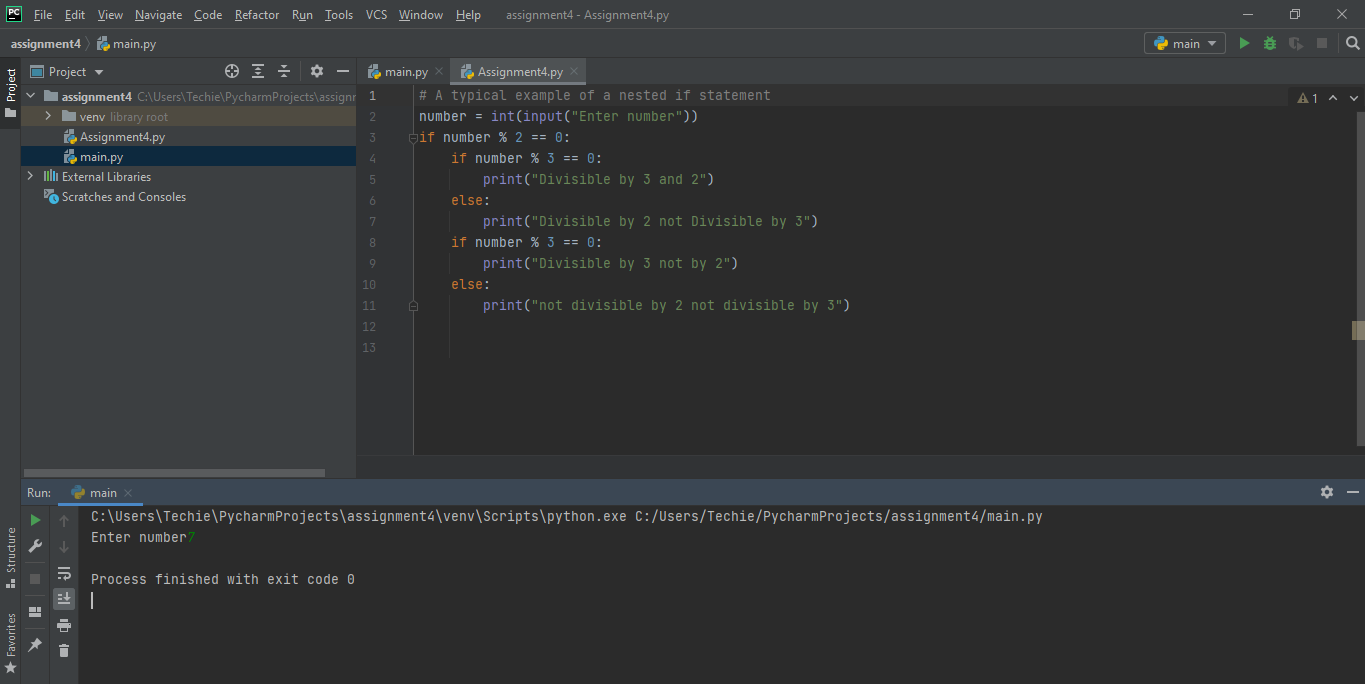 PC File Edit View Navigate Code Refactor Run Tools VCS Window Help assignment4 - Assignment4.py
assignment4 main.py main
Project
Project main.py Assignment4.py
assignment4 C:\Users\Techie\PycharmProjects\assignm
venv library root
Assignment4.py
main.py
External Libraries
Scratches and Consoles
1 # A typical example of a nested if statement
2 number = int(input("Enter number"))
3 if number % 2 == 0:
4     if number % 3 == 0:
5         print("Divisible by 3 and 2")
6     else:
7         print("Divisible by 2 not Divisible by 3")
8     if number % 3 == 0:
9         print("Divisible by 3 not by 2")
10     else:
11         print("not divisible by 2 not divisible by 3")
12
13
1
Run: main
C:\Users\Techie\PycharmProjects\assignment4\venv\Scripts\python.exe C:/Users/Techie/PycharmProjects/assignment4/main.py
Enter number7
Process finished with exit code 0
Structure
Favorites